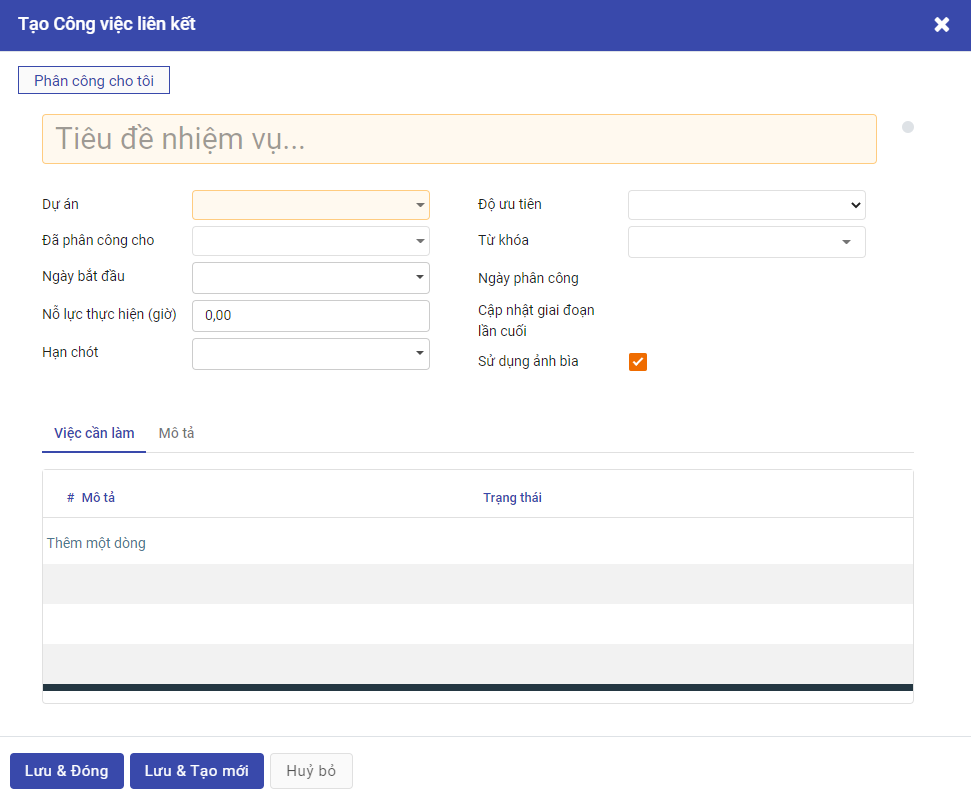 Tạo Công việc liên kết
Phân công cho tôi
Tiêu đề nhiệm vụ...
Dự án
Độ ưu tiên
Đã phân công cho
Từ khóa
Ngày bắt đầu
Ngày phân công
Nỗ lực thực hiện (giờ) 0,00
Cập nhật giai đoạn
lần cuối
Hạn chót
Sử dụng ảnh bìa
Việc cần làm Mô tả
# Mô tả Trạng thái
Thêm một dòng
Lưu & Đóng Lưu & Tạo mới Huỷ bỏ